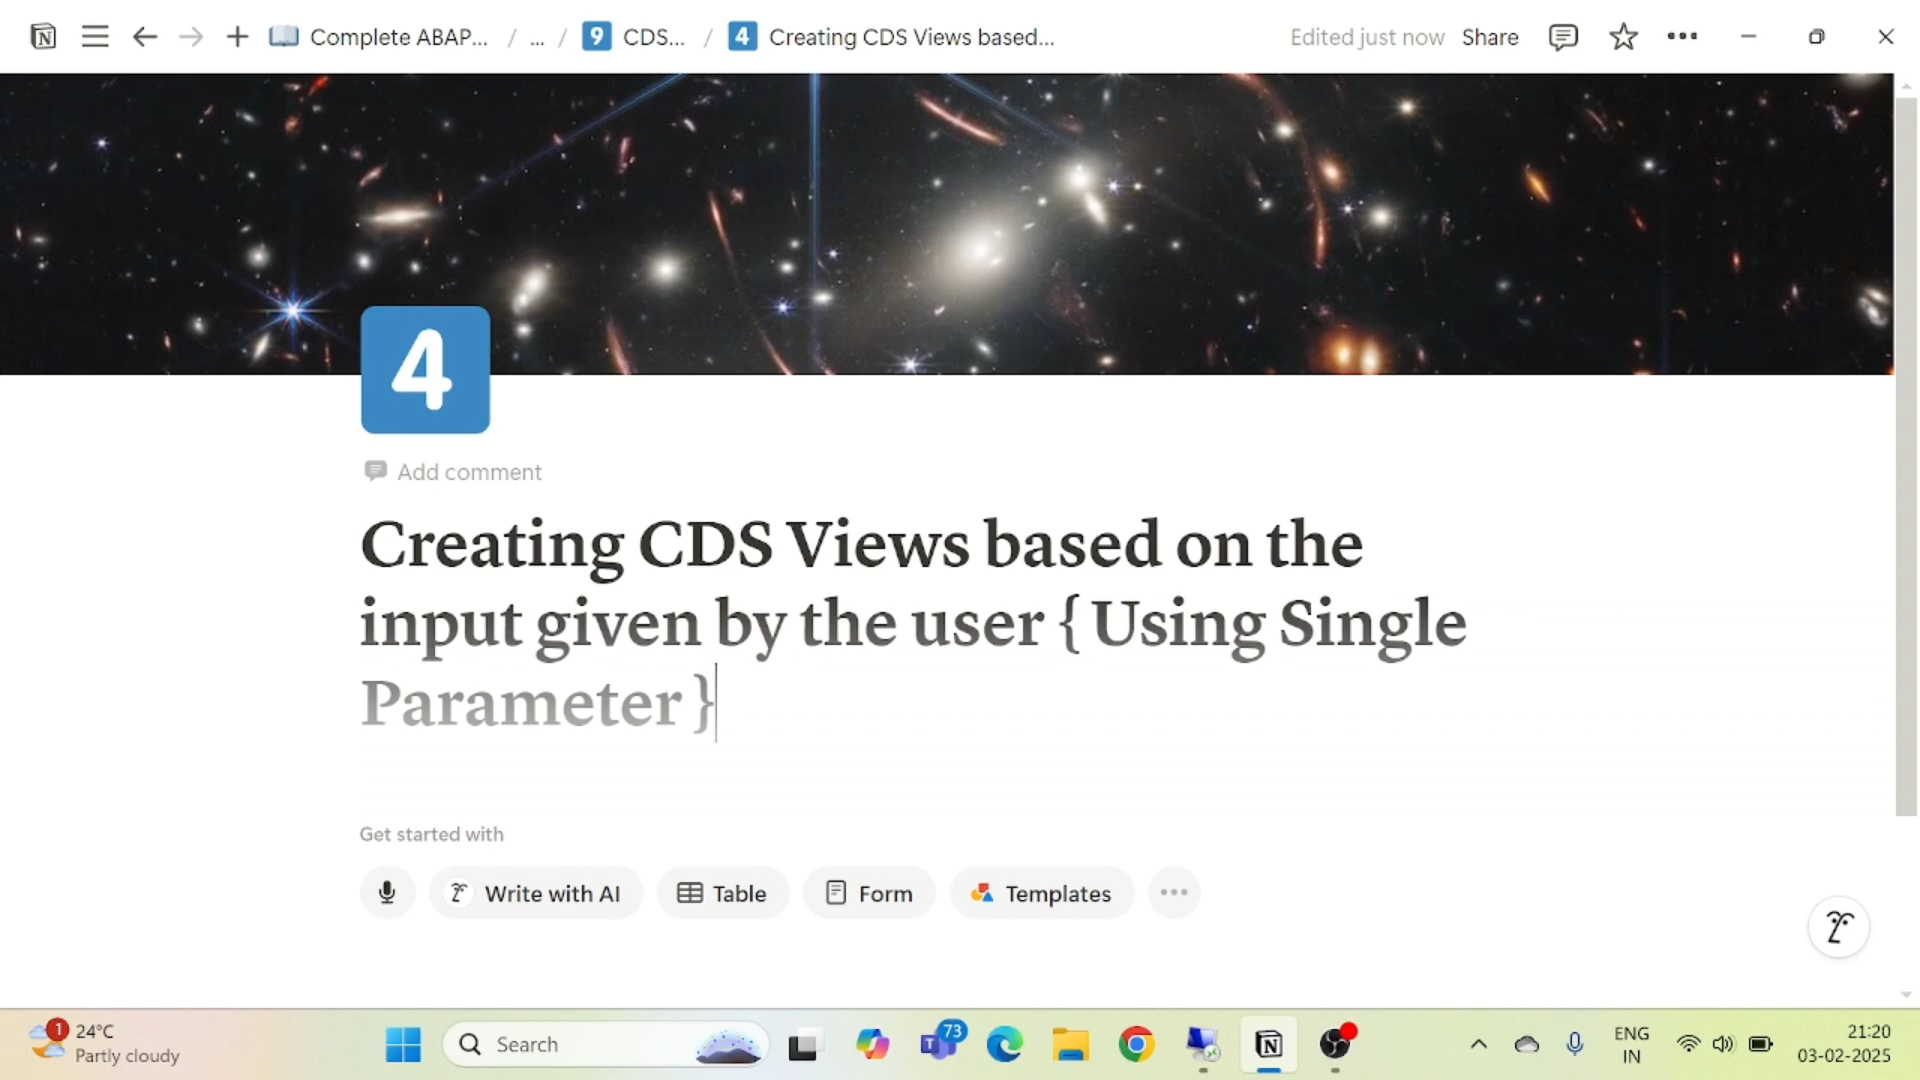 Complete ABAP... / ... / 9 CDS... / 4 Creating CDS Views based... Edited just now Share
4
Add comment
Creating CDS Views based on the
input given by the user { Using Single
Parameter }
Get started with
Write with AI Table Form Templates
1 24°C
Partly cloudy
Search
73
ENG
IN
21:20
03-02-2025